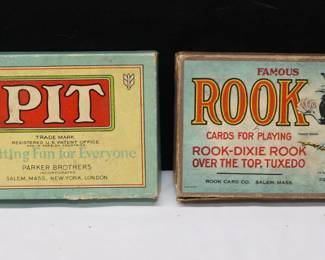 PIT
TRADE MARK
REGISTERED U.S. PATENT OFFICE
Fun for Everyone
PARKER BROTHERS
INCORPORATED
SALEM, MASS., NEW YORK, LONDON
FAMOUS
ROOK
CARDS FOR PLAYING
ROOK-DIXIE ROOK
OVER THE TOP, TUXEDO
ROOK CARD CO. SALEM, MASS.